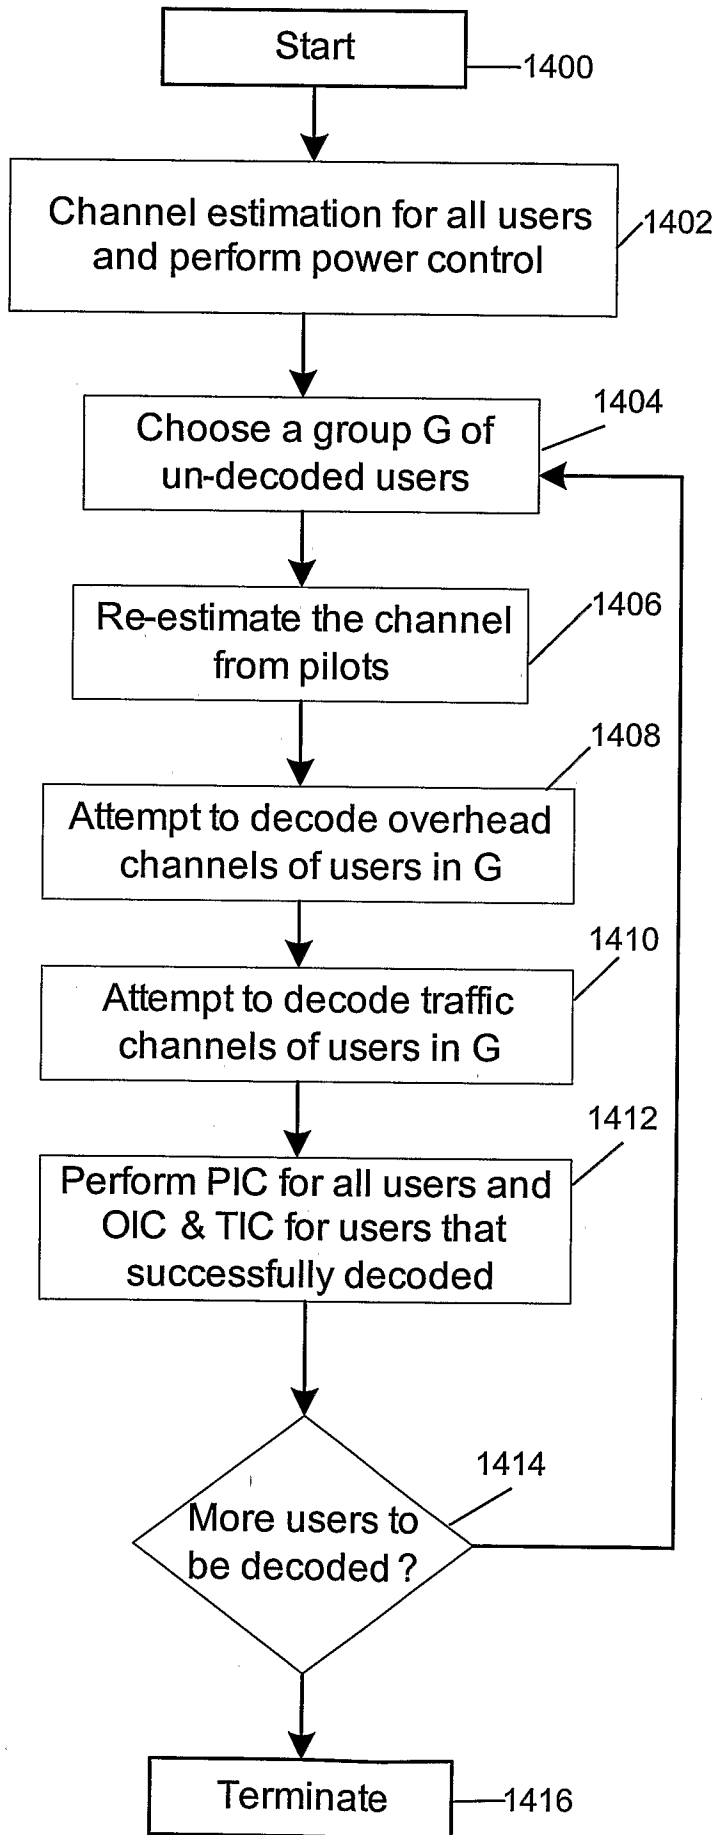 Start
1400
Channel estimation for all users
and perform power control
1402
Choose a group G of
un-decoded users
1404
Re-estimate the channel
from pilots
1406
Attempt to decode overhead
channels of users in G
1408
Attempt to decode traffic
channels of users in G
1410
Perform PIC for all users and
OIC & TIC for users that
successfully decoded
1412
More users to
be decoded ?
1414
Terminate
1416